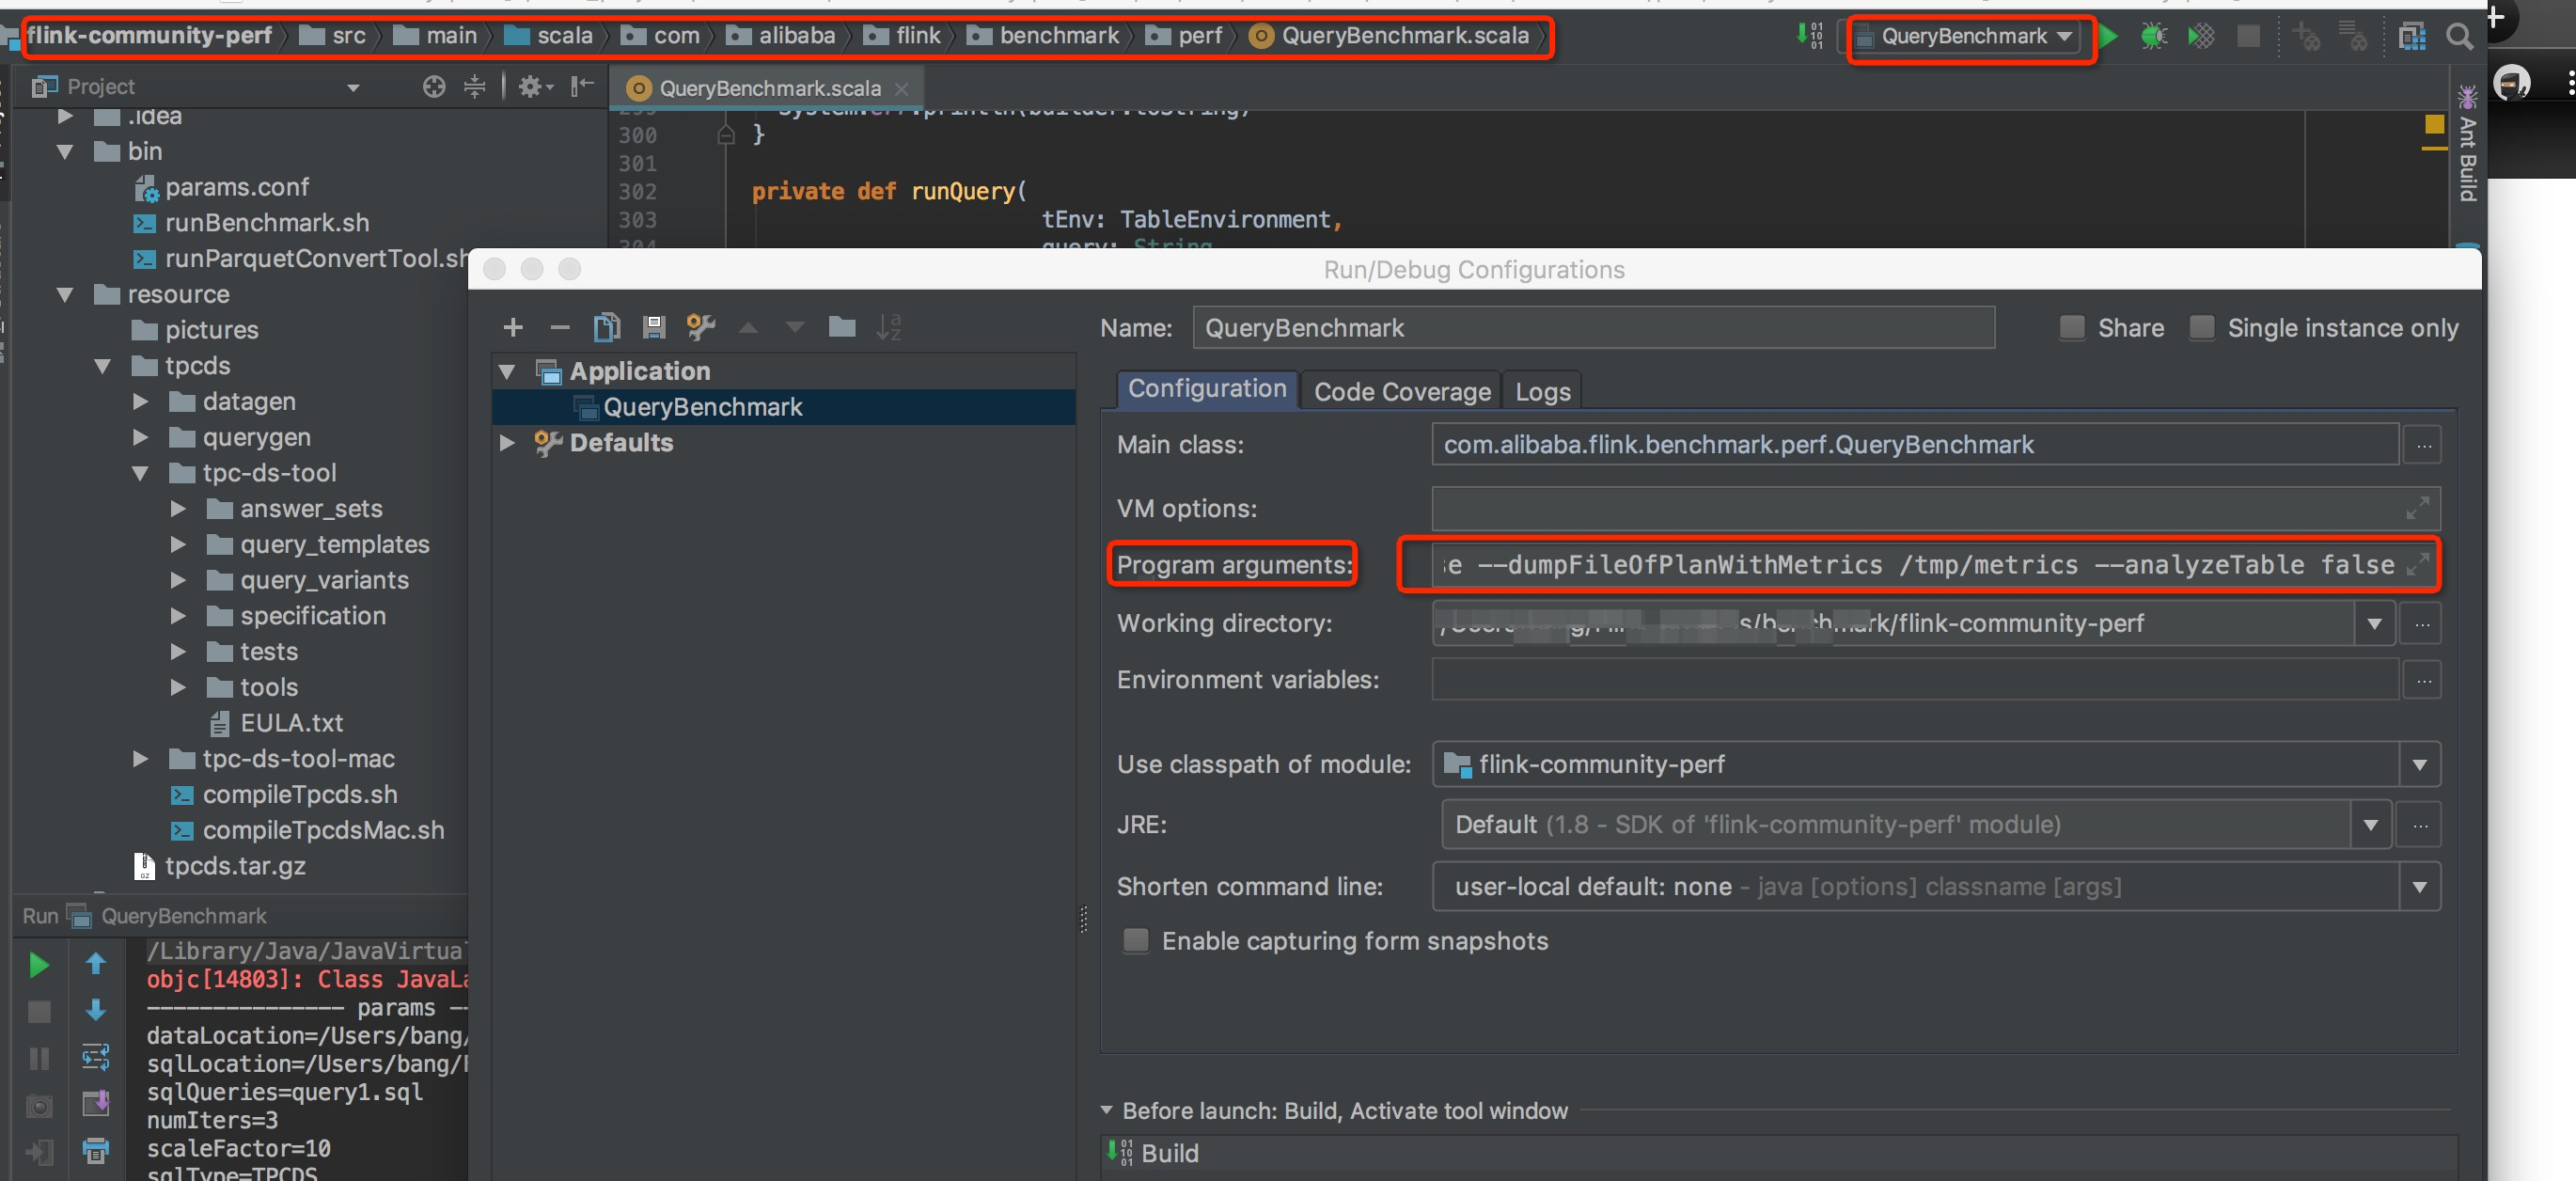 flink-community-perf src main scala com alibaba flink benchmark perf QueryBenchmark.scala
QueryBenchmark
Project
QueryBenchmark.scala
.idea
bin
params.conf
runBenchmark.sh
runParquetConvertTool.sh
resource
pictures
tpcds
datagen
querygen
tpc-ds-tool
answer_sets
query_templates
query_variants
specification
tests
tools
EULA.txt
tpc-ds-tool-mac
compileTpcds.sh
compileTpcdsMac.sh
tpcds.tar.gz
300 }
301
302 private def runQuery(
303 tEnv: TableEnvironment,
304 query: String
Ant Build
Run/Debug Configurations
Name: QueryBenchmark
Share
Single instance only
Application
QueryBenchmark
Defaults
Configuration
Code Coverage
Logs
Main class: com.alibaba.flink.benchmark.perf.QueryBenchmark
VM options:
Program arguments: e --dumpFileOfPlanWithMetrics /tmp/metrics --analyzeTable false
Working directory: k/flink-community-perf
Environment variables:
Use classpath of module: flink-community-perf
JRE: Default (1.8 - SDK of 'flink-community-perf' module)
Shorten command line: user-local default: none - java [options] classname [args]
Enable capturing form snapshots
Before launch: Build, Activate tool window
Build
Run QueryBenchmark
/Library/Java/JavaVirtual
objc[14803]: Class JavaLa
--------------- params --
dataLocation=/Users/bang/
sqlLocation=/Users/bang/
sqlQueries=query1.sql
numIters=3
scaleFactor=10
sqlType=TPCDS